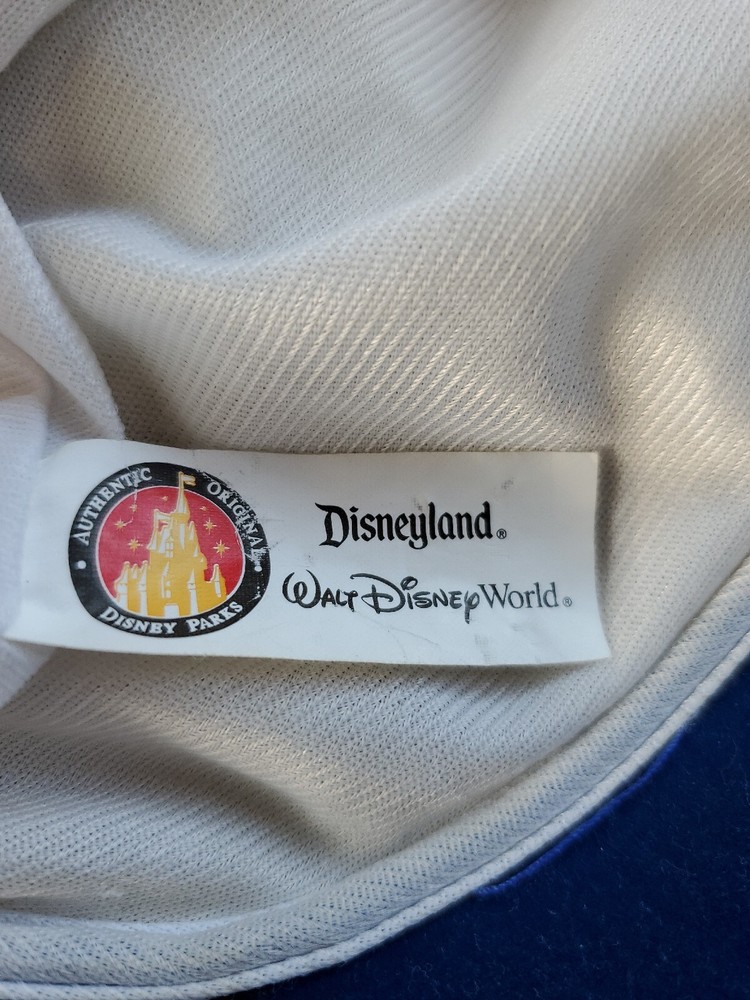 AUTHENTIC ORIGINAL
DISNEY PARKS
Disneyland®
WALT DISNEY World®